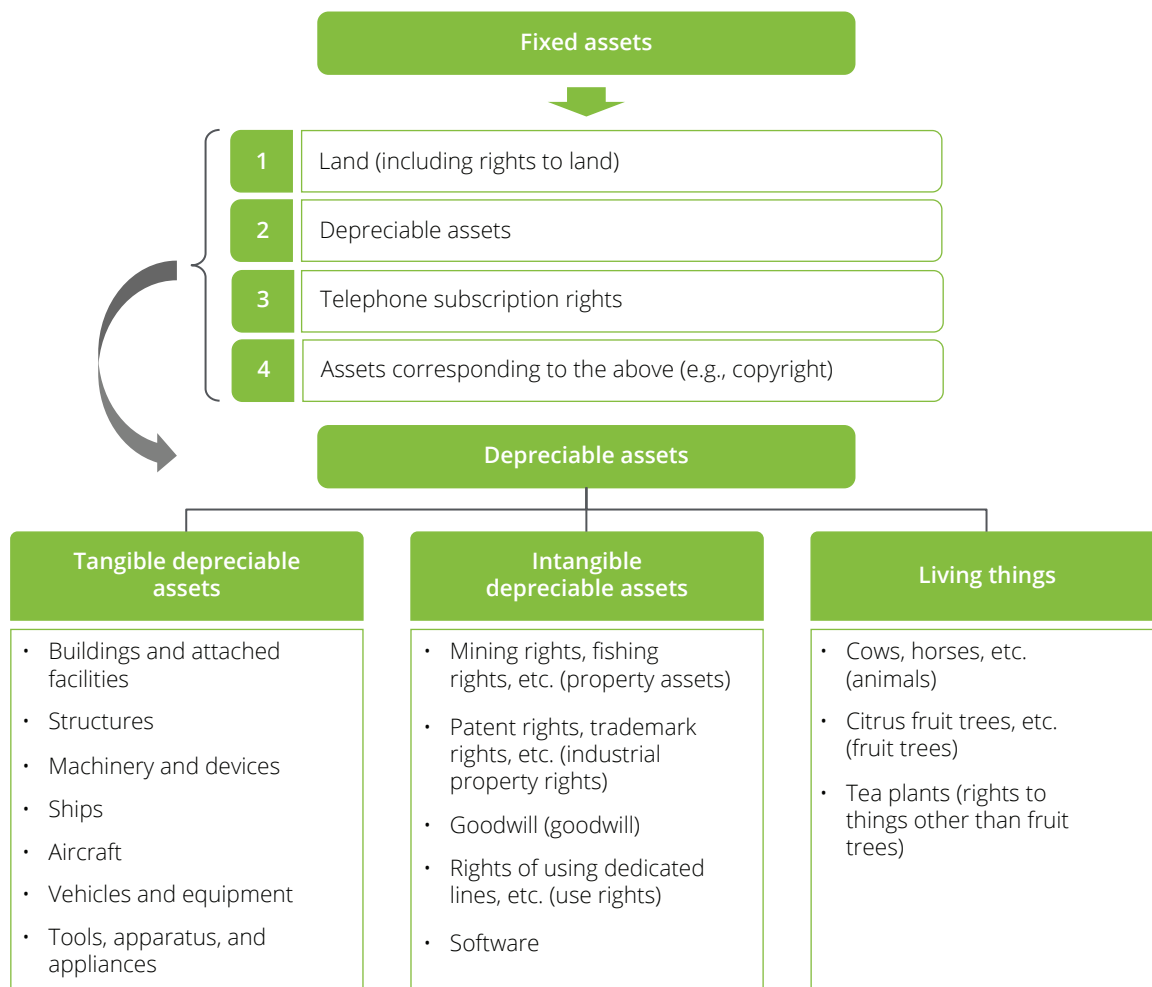 Fixed assets
1
Land (including rights to land)
2
Depreciable assets
3
Telephone subscription rights
4
Assets corresponding to the above (e.g., copyright)
Depreciable assets
Tangible depreciable
assets
• Buildings and attached
facilities
• Structures
• Machinery and devices
• Ships
• Aircraft
• Vehicles and equipment
• Tools, apparatus, and
appliances
Intangible
depreciable assets
• Mining rights, fishing
rights, etc. (property assets)
• Patent rights, trademark
rights, etc. (industrial
property rights)
• Goodwill (goodwill)
• Rights of using dedicated
lines, etc. (use rights)
• Software
Living things
• Cows, horses, etc.
(animals)
• Citrus fruit trees, etc.
(fruit trees)
• Tea plants (rights to
things other than fruit
trees)